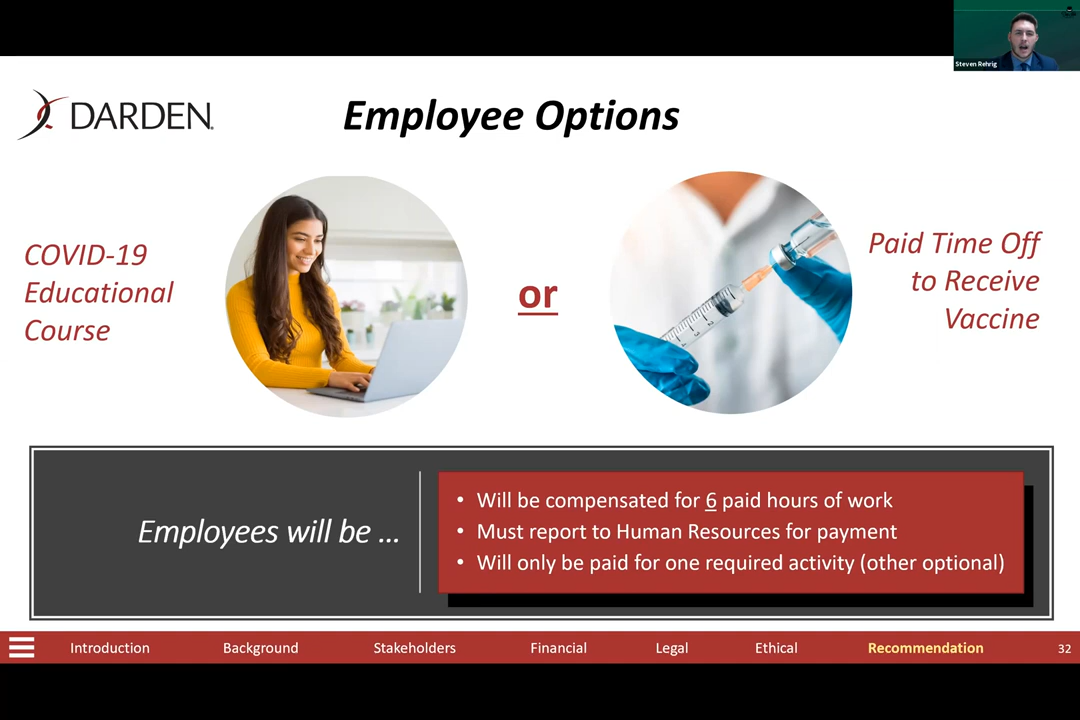 Steven Rehrig
DARDEN
Employee Options
COVID-19
Educational
Course
or
Paid Time Off
to Receive
Vaccine
Employees will be ...
• Will be compensated for 6 paid hours of work
• Must report to Human Resources for payment
• Will only be paid for one required activity (other optional)
Introduction Background Stakeholders Financial Legal Ethical Recommendation 32